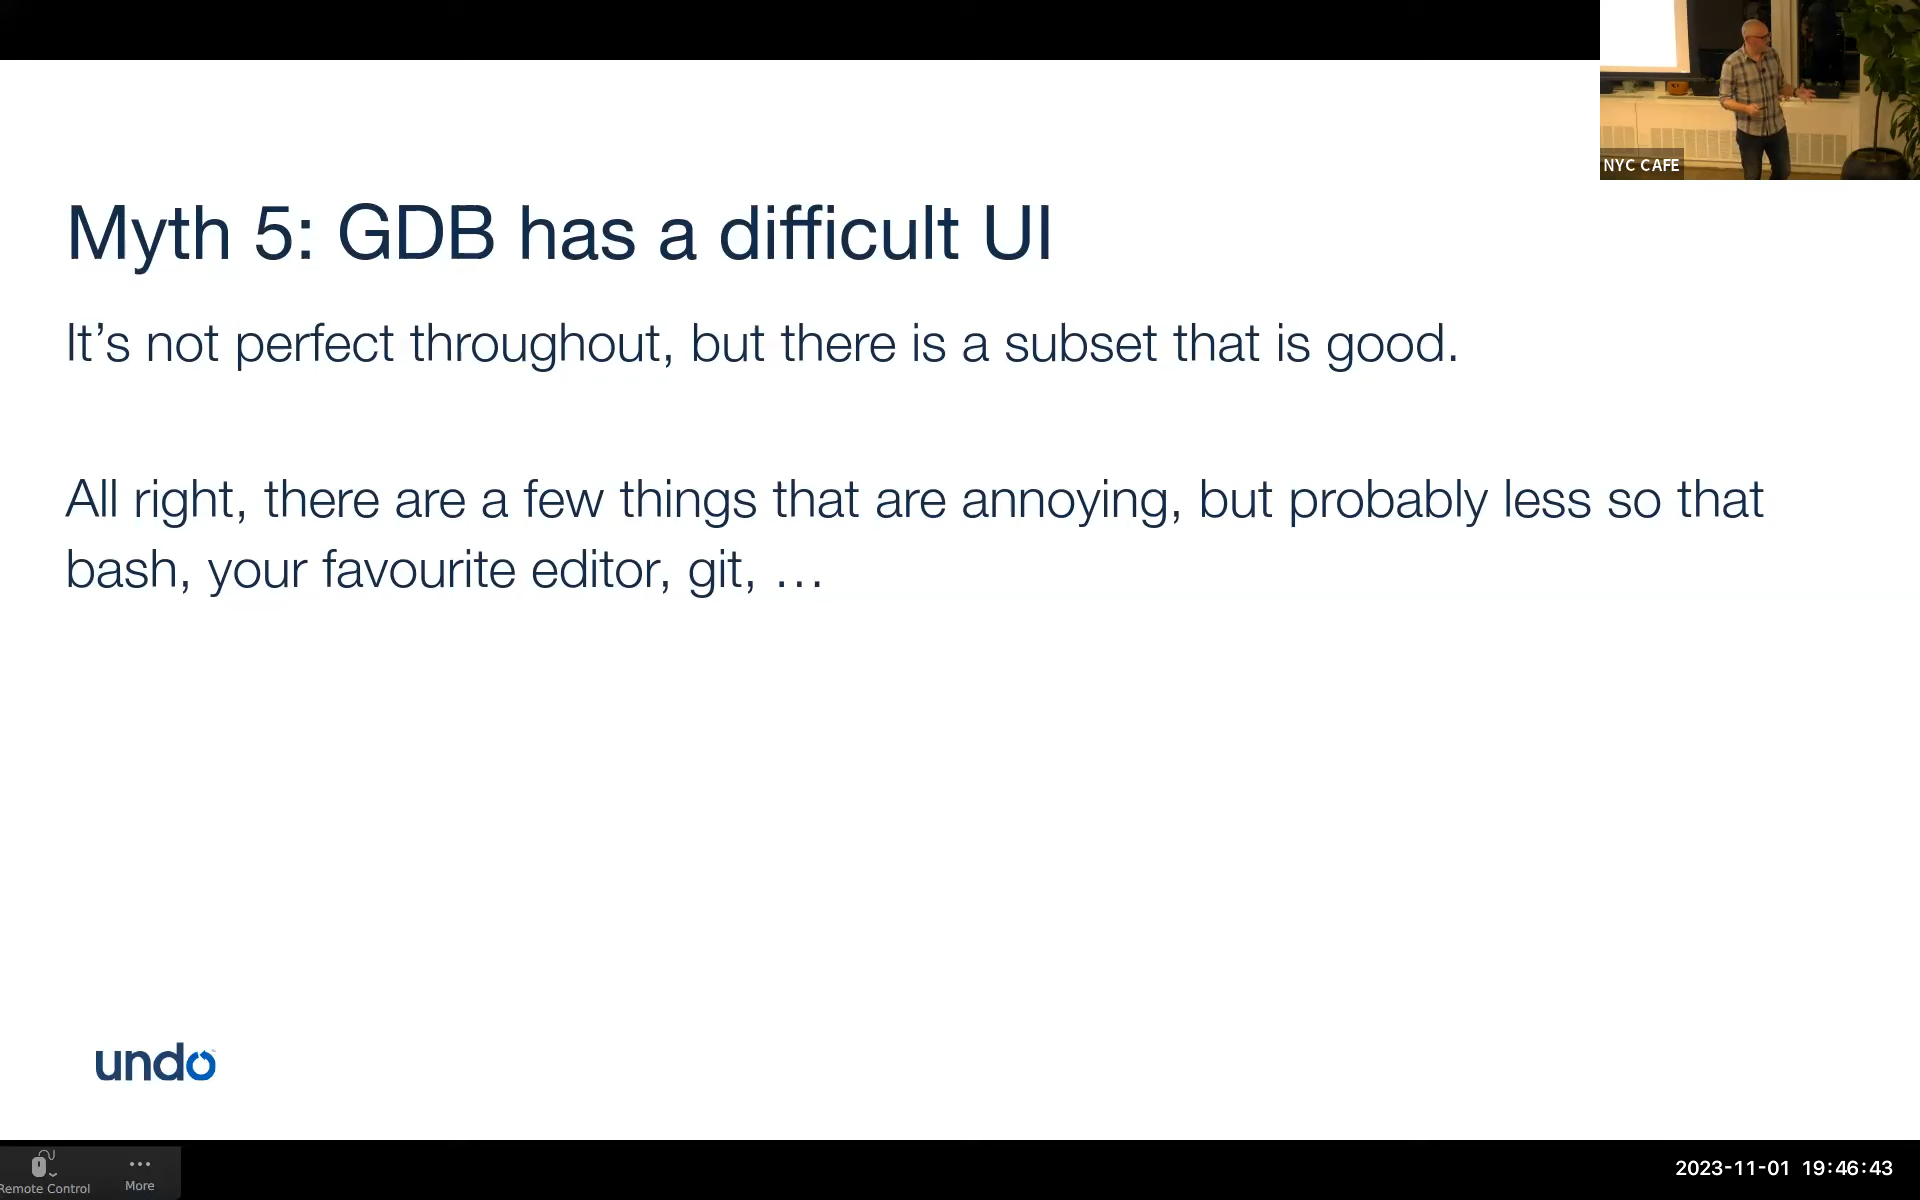 NYC CAFE
Myth 5: GDB has a difficult UI
It’s not perfect throughout, but there is a subset that is good.
All right, there are a few things that are annoying, but probably less so that
bash, your favourite editor, git, …
undo
Remote Control
More
2023-11-01 19:46:43